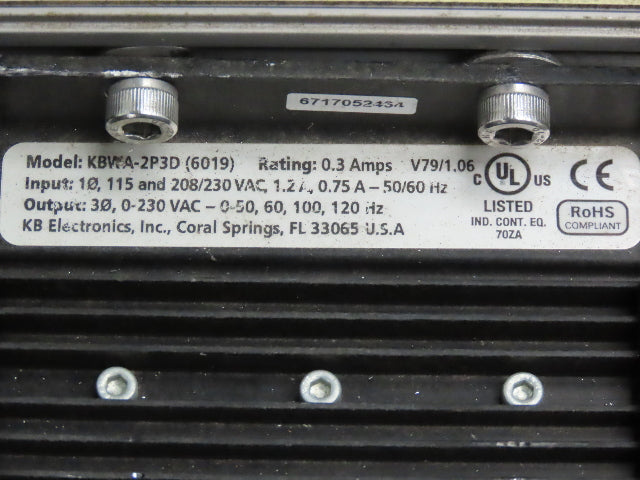 6717052434
Model: KBWA-2P3D (6019) Rating: 0.3 Amps V79/1.06
Input: 1Ø, 115 and 208/230 VAC, 1.2 A, 0.75 A – 50/60 Hz
Output: 3Ø, 0-230 VAC – 0-50, 60, 100, 120 Hz
KB Electronics, Inc., Coral Springs, FL 33065 U.S.A
C UL US
LISTED
IND. CONT. EQ.
70ZA
CE
RoHS
COMPLIANT